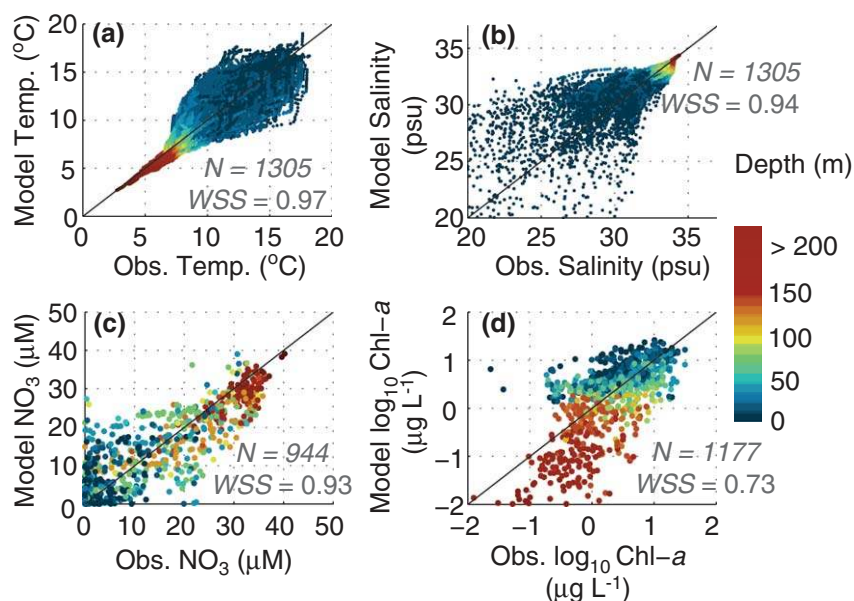 (a)
Model Temp. (°C)
20
15
10
5
0
N = 1305
WSS = 0.97
0 5 10 15 20
Obs. Temp. (°C)
(b)
Model Salinity
(psu)
35
30
25
20
N = 1305
WSS = 0.94
20 25 30 35
Obs. Salinity (psu)
(c)
Model NO₃ (μM)
50
40
30
20
10
0
N = 944
WSS = 0.93
0 10 20 30 40 50
Obs. NO₃ (μM)
(d)
Model log₁₀ Chl−a
(μg L⁻¹)
2
1
0
−1
−2
N = 1177
WSS = 0.73
−2 −1 0 1 2
Obs. log₁₀ Chl−a
(μg L⁻¹)
Depth (m)
> 200
150
100
50
0